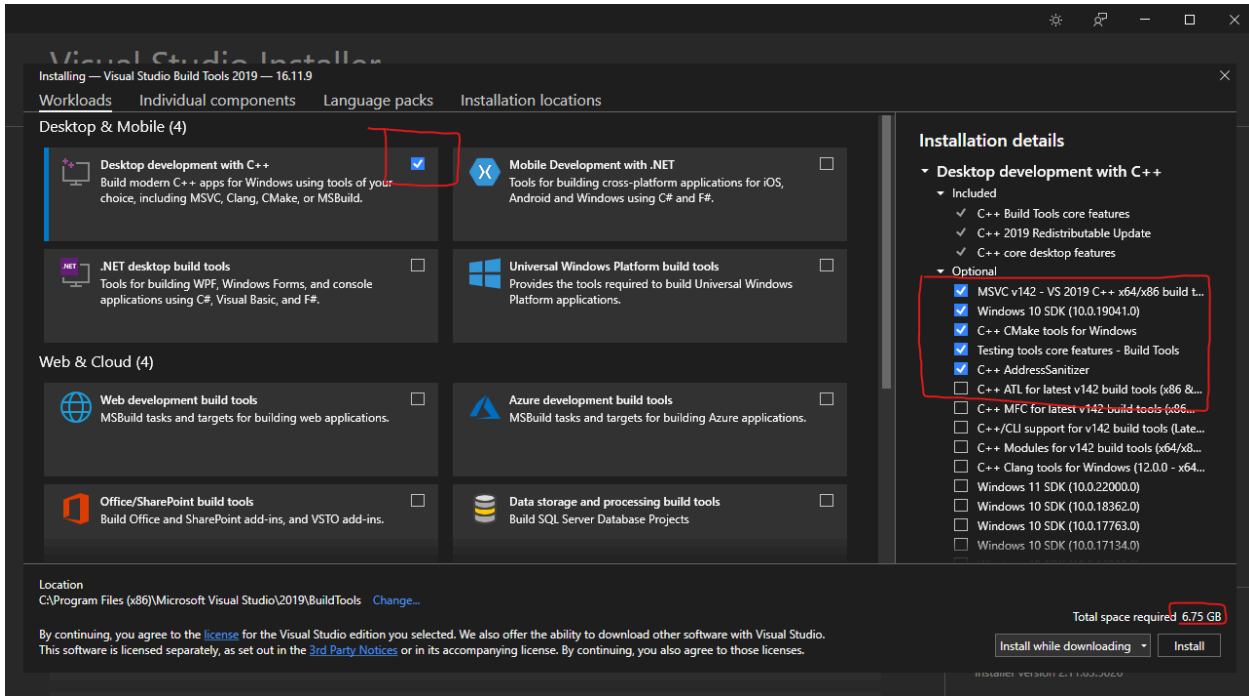 Visual Studio Installer
Installing — Visual Studio Build Tools 2019 — 16.11.9
Workloads Individual components Language packs Installation locations
Desktop & Mobile (4)
Desktop development with C++
Build modern C++ apps for Windows using tools of your
choice, including MSVC, Clang, CMake, or MSBuild.
Mobile Development with .NET
Tools for building cross-platform applications for iOS,
Android and Windows using C# and F#.
.NET
.NET desktop build tools
Tools for building WPF, Windows Forms, and console
applications using C#, Visual Basic, and F#.
Universal Windows Platform build tools
Provides the tools required to build Universal Windows
Platform applications.
Web & Cloud (4)
Web development build tools
MSBuild tasks and targets for building web applications.
Azure development build tools
MSBuild tasks and targets for building Azure applications.
Office/SharePoint build tools
Build Office and SharePoint add-ins, and VSTO add-ins.
Data storage and processing build tools
Build SQL Server Database Projects
Installation details
Desktop development with C++
Included
C++ Build Tools core features
C++ 2019 Redistributable Update
C++ core desktop features
Optional
MSVC v142 - VS 2019 C++ x64/x86 build t...
Windows 10 SDK (10.0.19041.0)
C++ CMake tools for Windows
Testing tools core features - Build Tools
C++ AddressSanitizer
C++ ATL for latest v142 build tools (x86 &...
C++ MFC for latest v142 build tools (x86...
C++/CLI support for v142 build tools (Late...
C++ Modules for v142 build tools (x64/x8...
C++ Clang tools for Windows (12.0.0 - x64...
Windows 11 SDK (10.0.22000.0)
Windows 10 SDK (10.0.18362.0)
Windows 10 SDK (10.0.17763.0)
Windows 10 SDK (10.0.17134.0)
Location
C:\Program Files (x86)\Microsoft Visual Studio\2019\BuildTools Change...
By continuing, you agree to the license for the Visual Studio edition you selected. We also offer the ability to download other software with Visual Studio.
This software is licensed separately, as set out in the 3rd Party Notices or in its accompanying license. By continuing, you also agree to those licenses.
Total space required 6.75 GB
Install while downloading Install